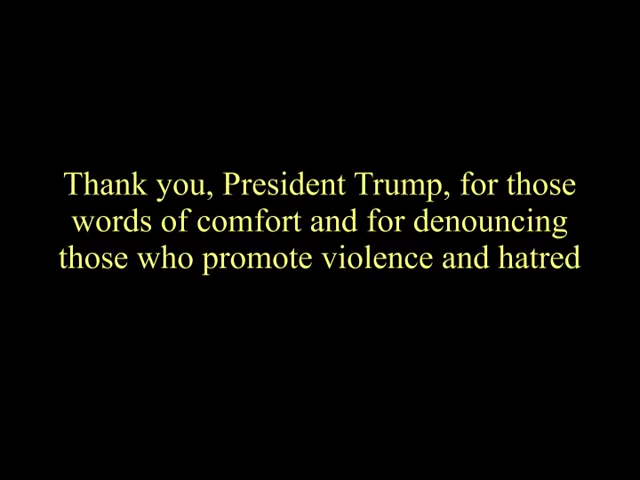 Thank you, President Trump, for those
words of comfort and for denouncing
those who promote violence and hatred